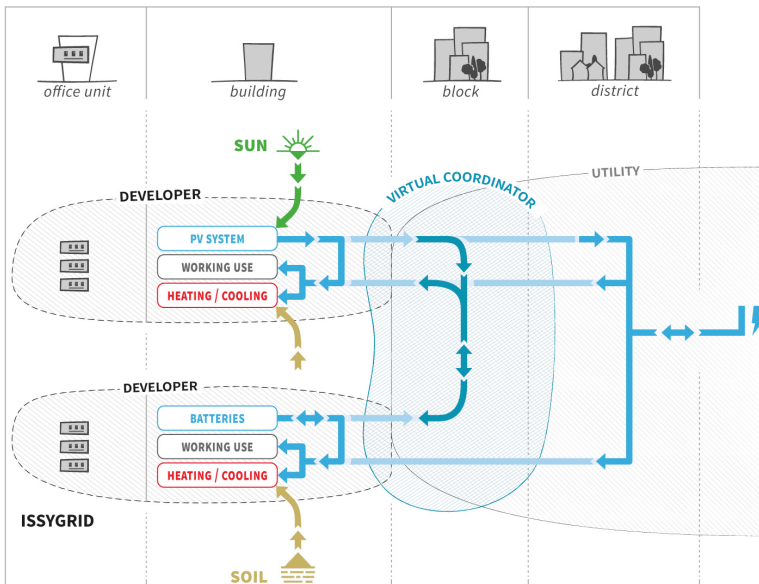 office unit
building
block
district
SUN
VIRTUAL COORDINATOR
UTILITY
DEVELOPER
PV SYSTEM
WORKING USE
HEATING / COOLING
DEVELOPER
BATTERIES
WORKING USE
HEATING / COOLING
ISSYGRID
SOIL